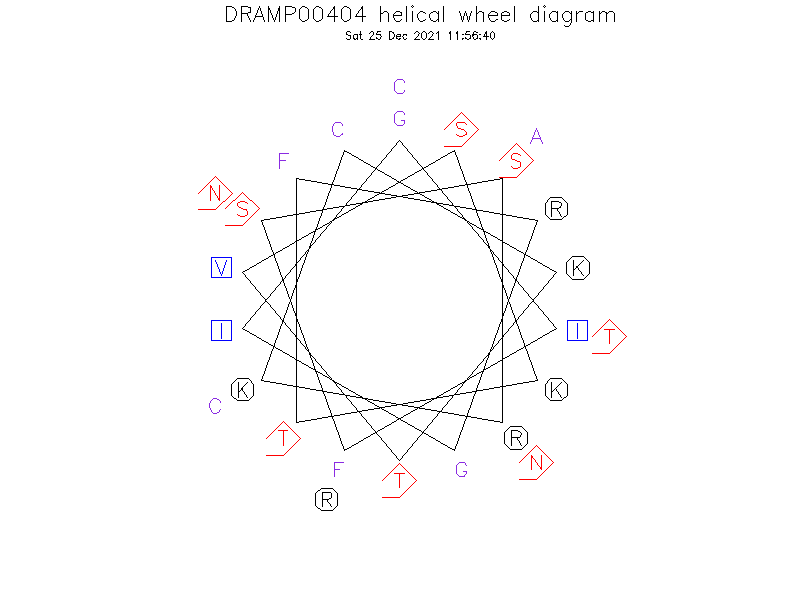 DRAMP00404 helical wheel diagram
Sat 25 Dec 2021 11:56:40
C
G
C
S
A
F
S
N
S
R
V
K
I
I
T
C
K
K
T
R
N
F
T
G
R